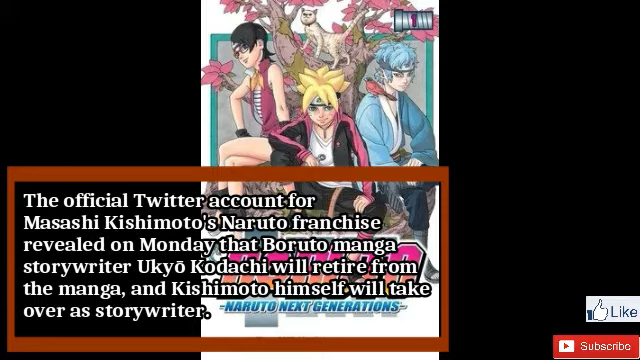 1
The official Twitter account for
Masashi Kishimoto's Naruto franchise
revealed on Monday that Boruto manga
storywriter Ukyō Kodachi will retire from
the manga, and Kishimoto himself will take
over as storywriter.
-NARUTO NEXT GENERATIONS-
Like
Subscribe